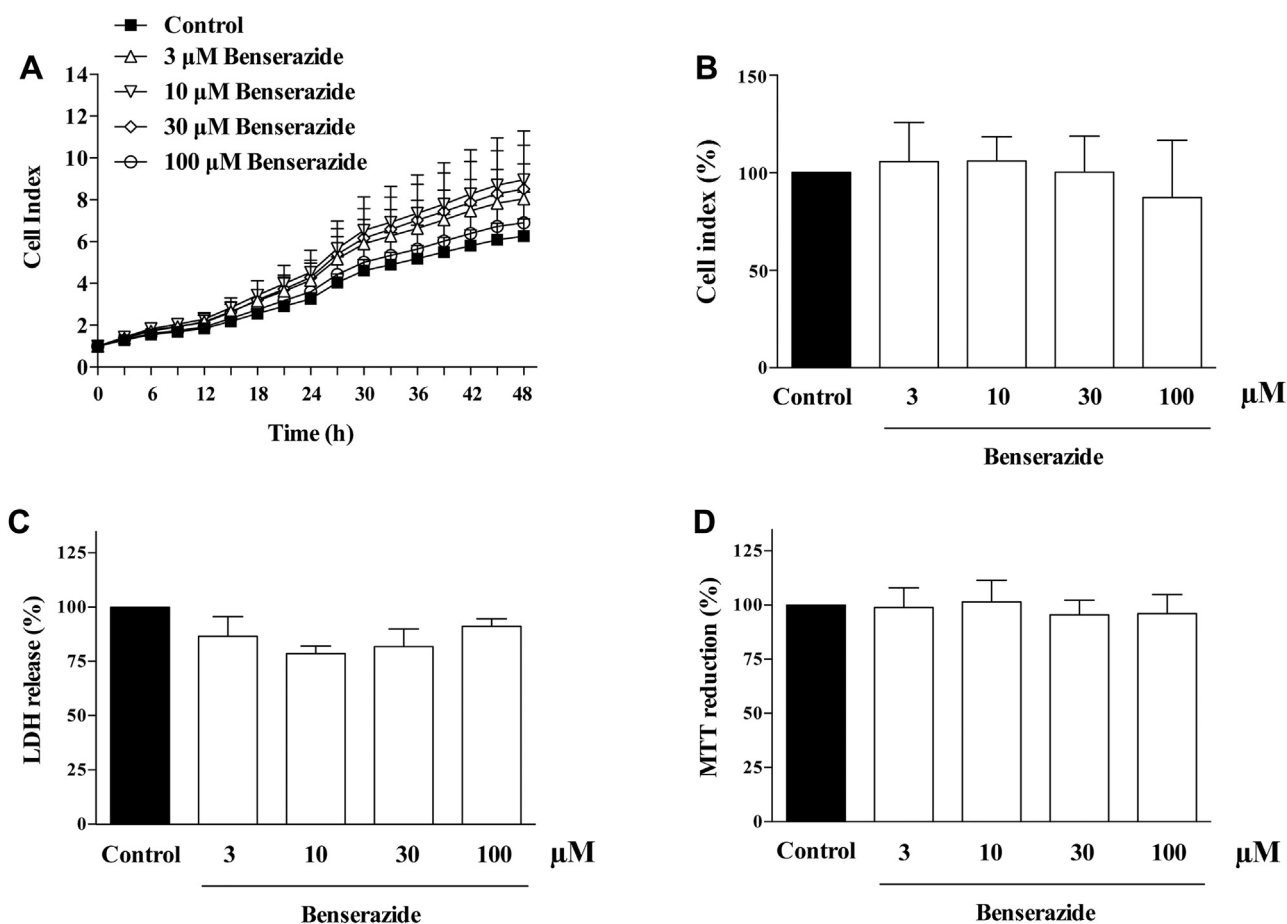 A
Control
3 µM Benserazide
10 µM Benserazide
30 µM Benserazide
100 µM Benserazide
Cell Index
14
12
10
8
6
4
2
0
0 6 12 18 24 30 36 42 48
Time (h)
B
Cell index (%)
150
100
50
0
Control 3 10 30 100 µM
Benserazide
C
LDH release (%)
125
100
75
50
25
0
Control 3 10 30 100 µM
Benserazide
D
MTT reduction (%)
125
100
75
50
25
0
Control 3 10 30 100 µM
Benserazide